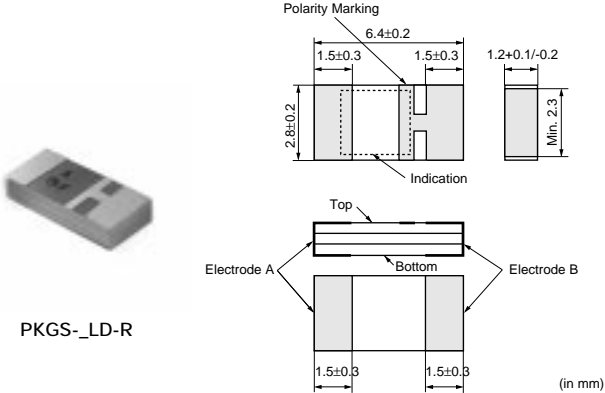 Polarity Marking
6.4±0.2
1.5±0.3
1.5±0.3
1.2+0.1/-0.2
2.8±0.2
Min. 2.3
Indication
Top
Electrode A
Bottom
Electrode B
PKGS-_LD-R
1.5±0.3
1.5±0.3
(in mm)